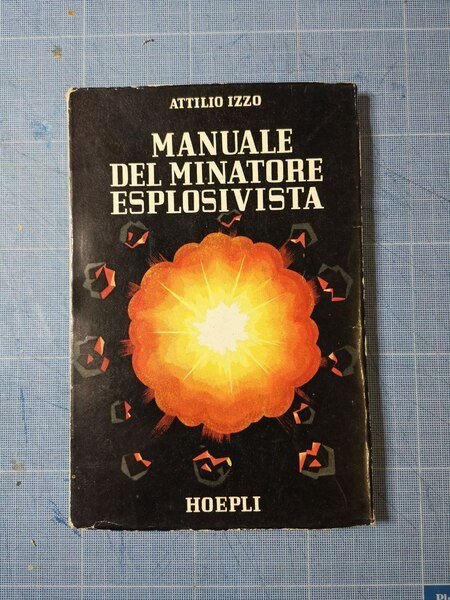 ATTILIO IZZO
MANUALE
DEL MINATORE
ESPLOSIVISTA
HOEPLI